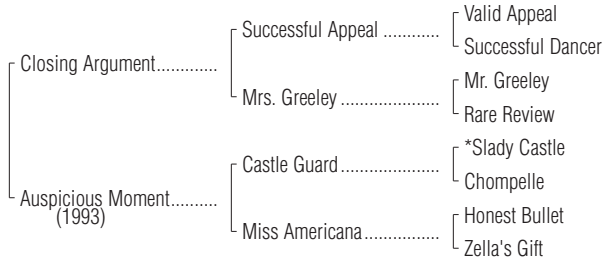 Valid Appeal
Successful Appeal ............
Successful Dancer
Closing Argument.............
Mr. Greeley
Mrs. Greeley .....................
Rare Review
*Slady Castle
Castle Guard.....................
Chompelle
Auspicious Moment..........
(1993)
Honest Bullet
Miss Americana................
Zella's Gift